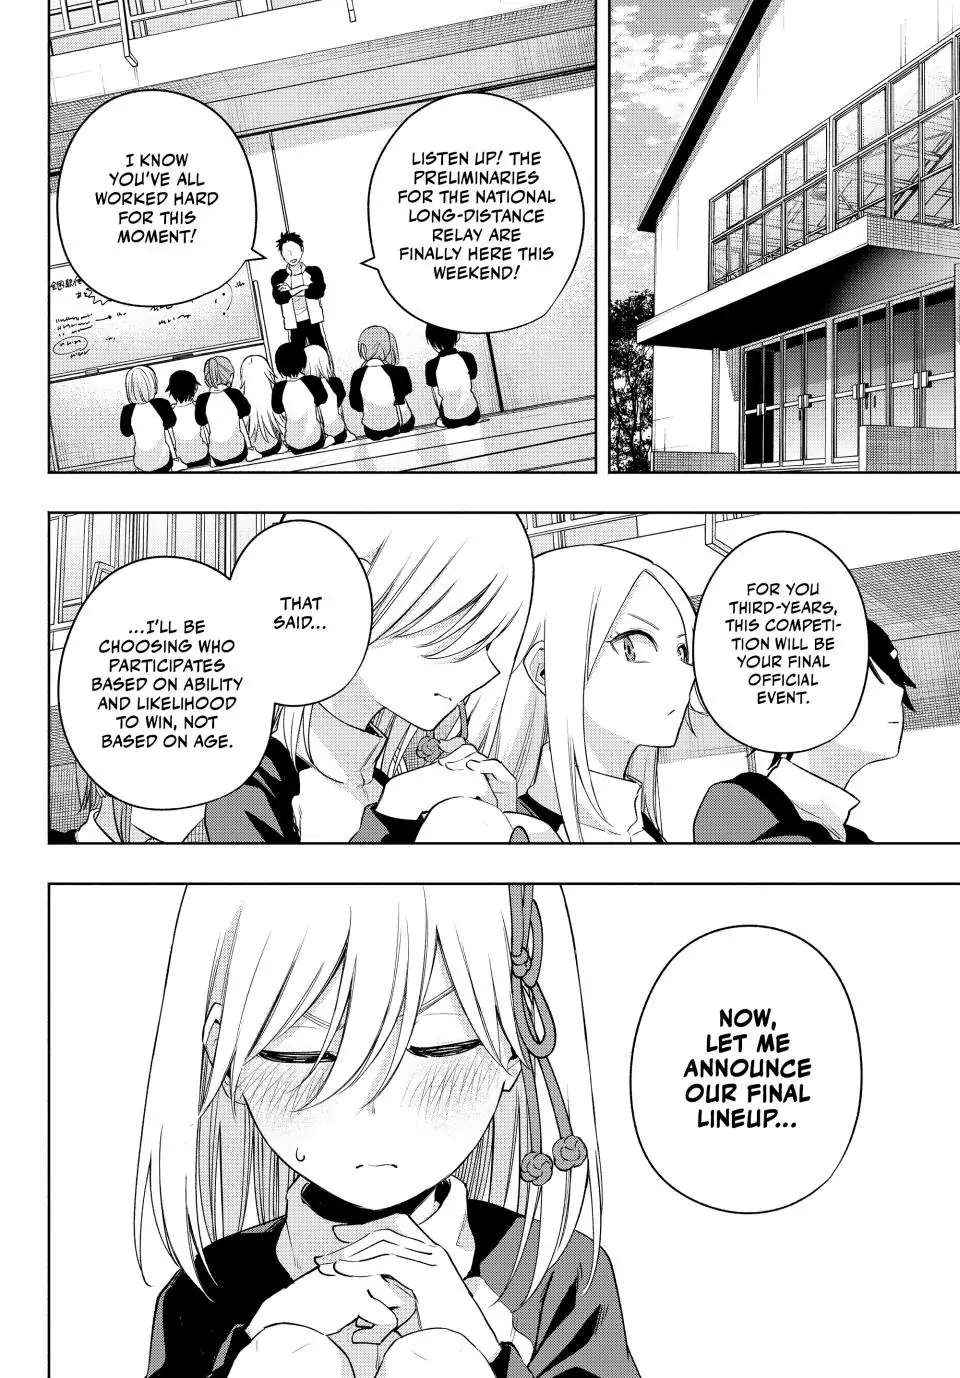 LISTEN UP! THE
PRELIMINARIES
FOR THE NATIONAL
LONG-DISTANCE
RELAY ARE
FINALLY HERE THIS
WEEKEND!
I KNOW
YOU'VE ALL
WORKED HARD
FOR THIS
MOMENT!
FOR YOU
THIRD-YEARS,
THIS COMPETI-
TION WILL BE
YOUR FINAL
OFFICIAL
EVENT.
THAT
SAID...
...I'LL BE
CHOOSING WHO
PARTICIPATES
BASED ON ABILITY
AND LIKELIHOOD
TO WIN, NOT
BASED ON AGE.
NOW,
LET ME
ANNOUNCE
OUR FINAL
LINEUP...